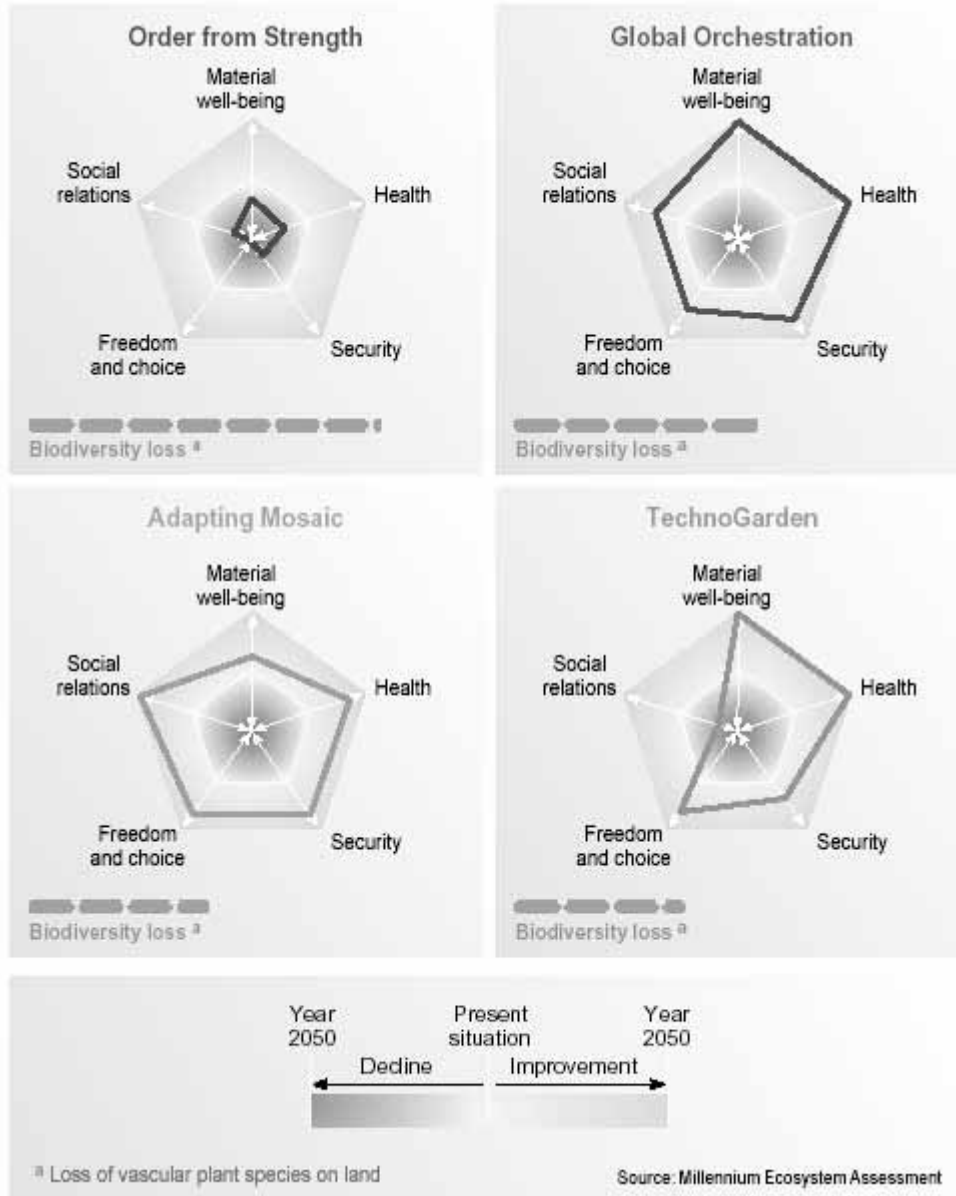 Order from Strength
Material
well-being
Social
relations
Health
Freedom
and choice
Security
Biodiversity loss a
Global Orchestration
Material
well-being
Social
relations
Health
Freedom
and choice
Security
Biodiversity loss a
Adapting Mosaic
Material
well-being
Social
relations
Health
Freedom
and choice
Security
Biodiversity loss a
TechnoGarden
Material
well-being
Social
relations
Health
Freedom
and choice
Security
Biodiversity loss a
Year
2050
Present
situation
Year
2050
Decline
Improvement
a Loss of vascular plant species on land
Source: Millennium Ecosystem Assessment